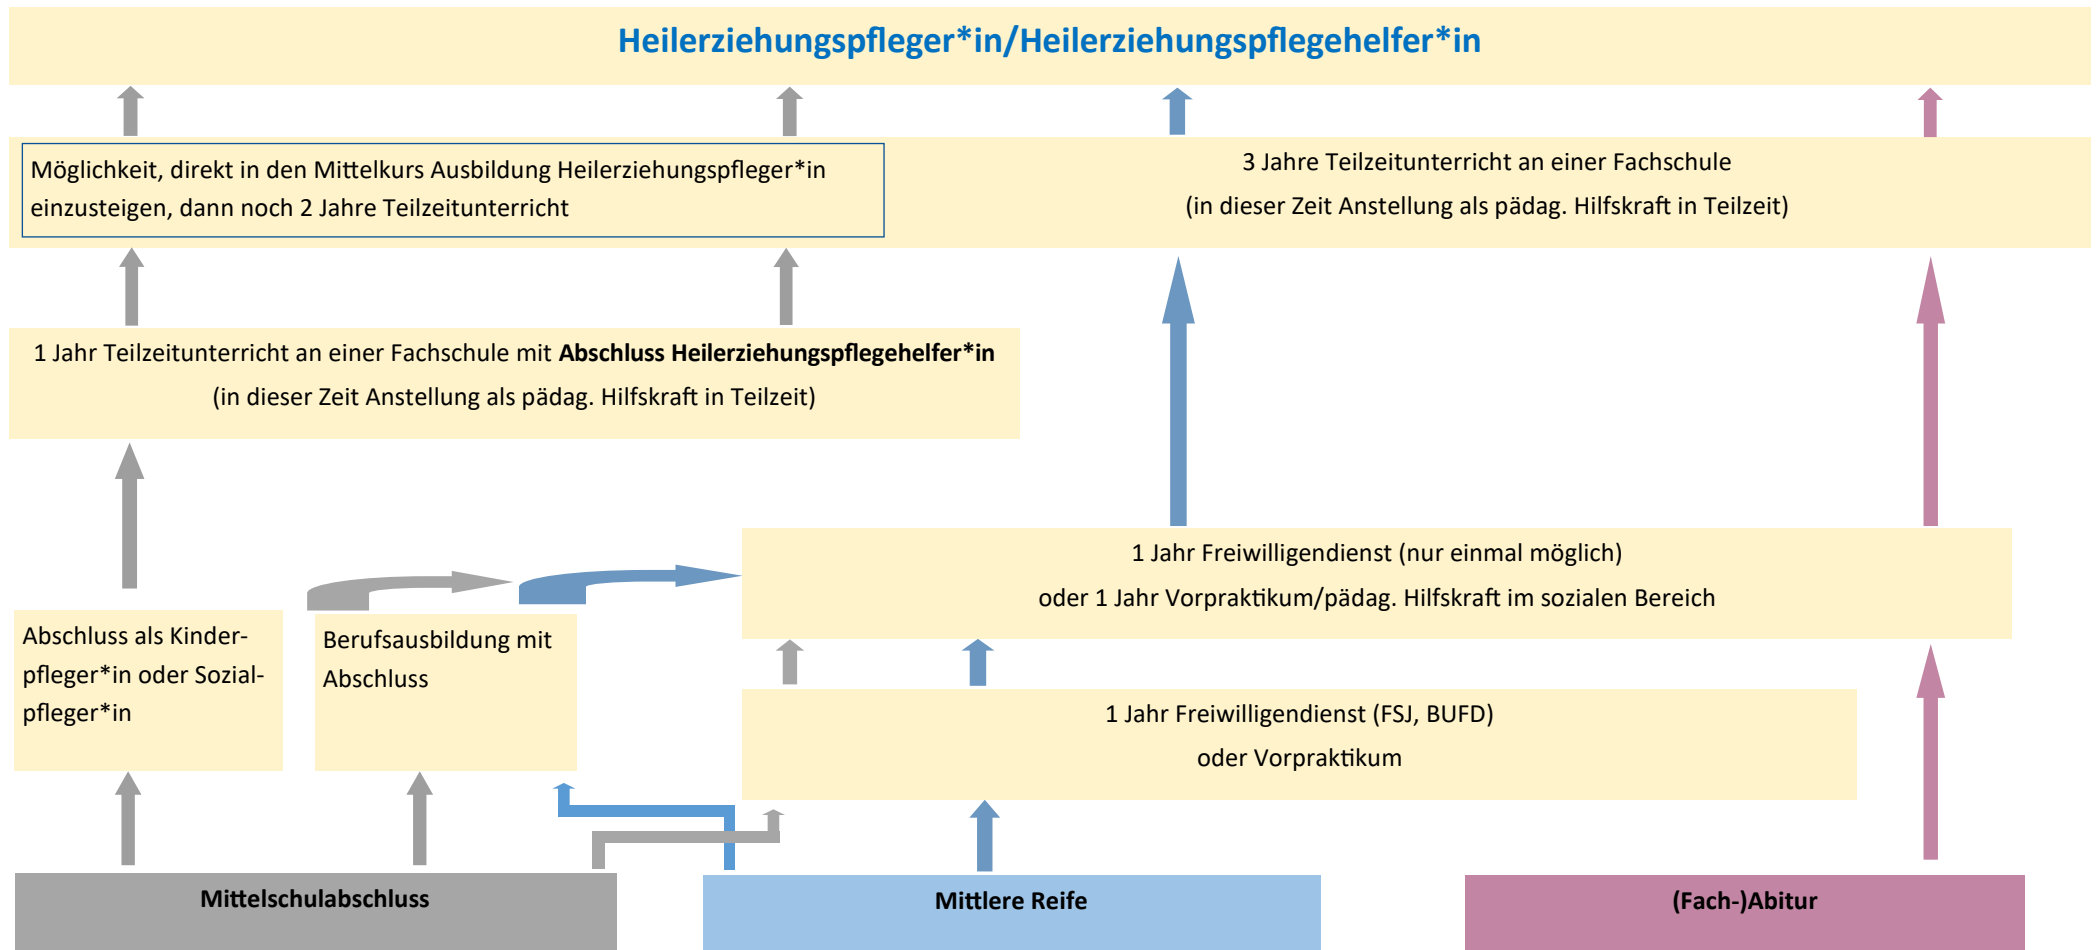 Heilerziehungspfleger*in/Heilerziehungspflegehelfer*in
Möglichkeit, direkt in den Mittelkurs Ausbildung Heilerziehungspfleger*in
einzusteigen, dann noch 2 Jahre Teilzeitunterricht
3 Jahre Teilzeitunterricht an einer Fachschule
(in dieser Zeit Anstellung als pädag. Hilfskraft in Teilzeit)
1 Jahr Teilzeitunterricht an einer Fachschule mit Abschluss Heilerziehungspflegehelfer*in
(in dieser Zeit Anstellung als pädag. Hilfskraft in Teilzeit)
1 Jahr Freiwilligendienst (nur einmal möglich)
oder 1 Jahr Vorpraktikum/pädag. Hilfskraft im sozialen Bereich
Abschluss als Kinder-
pfleger*in oder Sozial-
pfleger*in
Berufsausbildung mit
Abschluss
1 Jahr Freiwilligendienst (FSJ, BUFD)
oder Vorpraktikum
Mittelschulabschluss
Mittlere Reife
(Fach-)Abitur